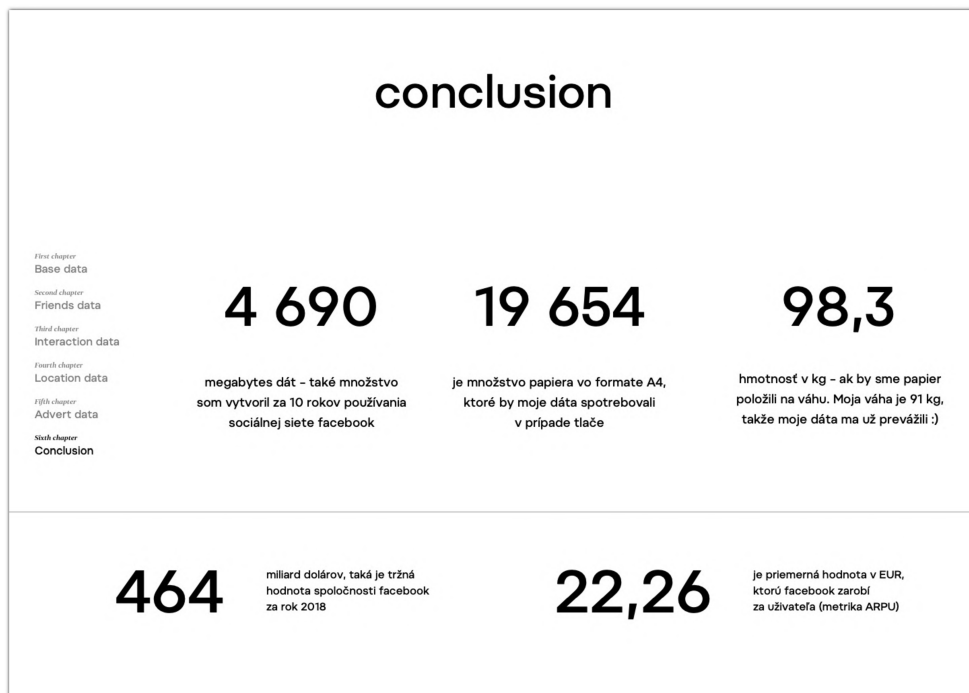 conclusion
First chapter
Base data
Second chapter
Friends data
Third chapter
Interaction data
Fourth chapter
Location data
Fifth chapter
Advert data
Sixth chapter
Conclusion
4 690
megabytes dát – také množstvo
som vytvoril za 10 rokov používania
sociálnej siete facebook
19 654
je množstvo papiera vo formate A4,
ktoré by moje dáta spotrebovali
v prípade tlače
98,3
hmotnosť v kg – ak by sme papier
položili na váhu. Moja váha je 91 kg,
takže moje dáta ma už prevážili :)
464
miliard dolárov, taká je tržná
hodnota spoločnosti facebook
za rok 2018
22,26
je priemerná hodnota v EUR,
ktorú facebook zarobí
za uživateľa (metrika ARPU)